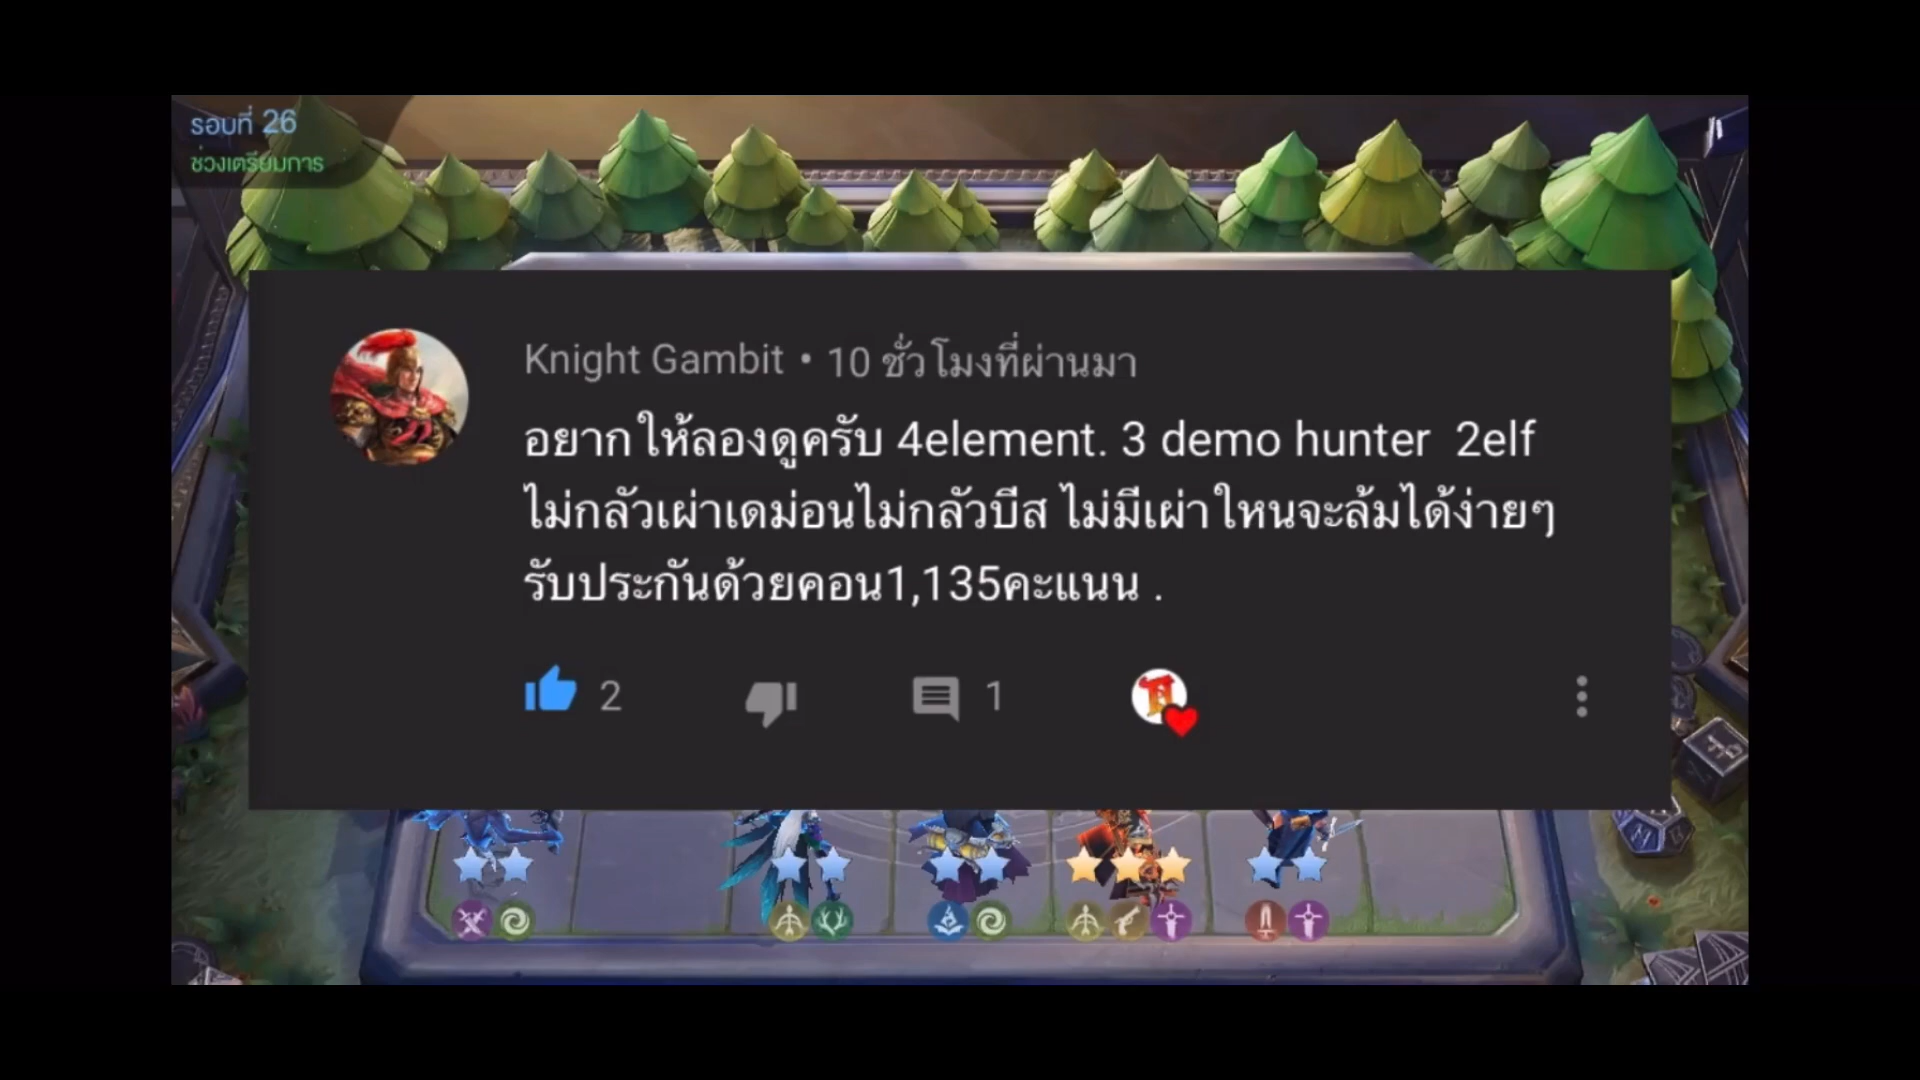 รอบที่ 26
ช่วงเตรียมการ
Knight Gambit • 10 ชั่วโมงที่ผ่านมา
อยากให้ลองดูครับ 4element. 3 demo hunter 2elf
ไม่กลัวเผ่าเดม่อนไม่กลัวบีส ไม่มีเผ่าใหนจะล้มได้ง่ายๆ
รับประกันด้วยคอน1,135คะแนน .
2
1